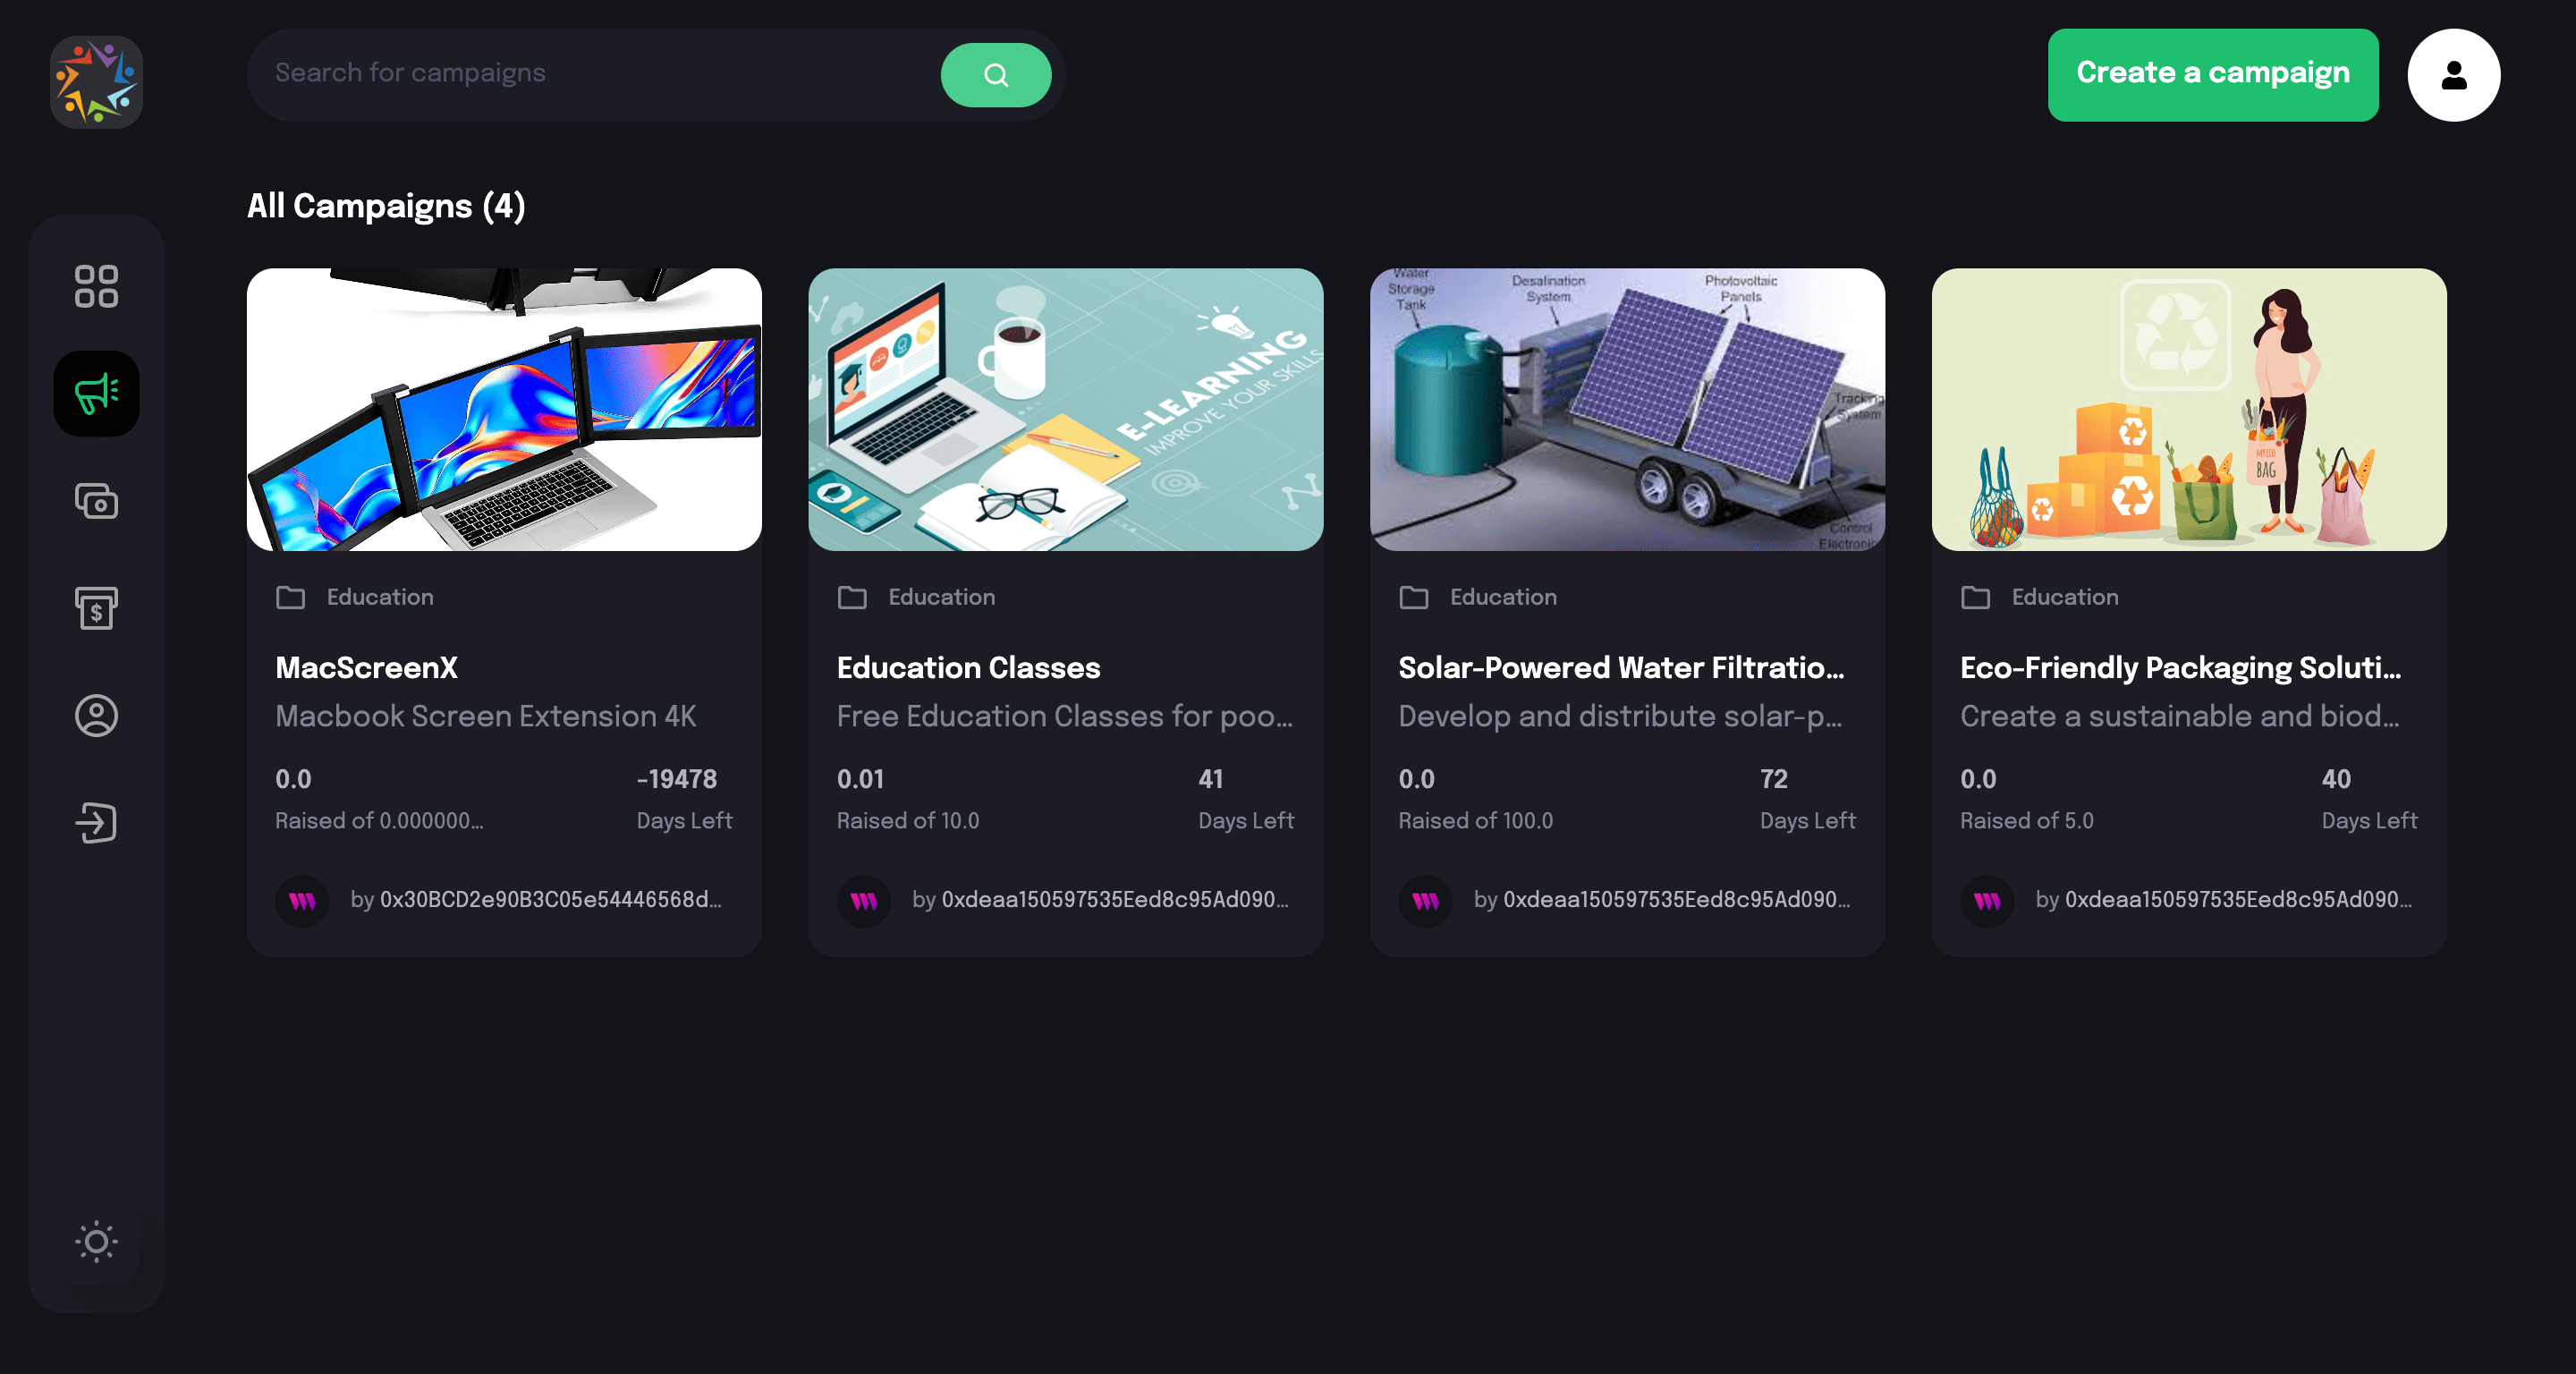 Search for campaigns
Create a campaign
All Campaigns (4)
E-LEARNING
IMPROVE YOUR SKILLS
Water
Storage
Tank
Desalination
System
Photovoltaic
Panels
Tracking
System
Control
Electronic
MY ECO
BAG
Education
MacScreenX
Macbook Screen Extension 4K
0.0
-19478
Raised of 0.000000...
Days Left
by 0x30BCD2e90B3C05e54446568d...
Education
Education Classes
Free Education Classes for poo...
0.01
41
Raised of 10.0
Days Left
by 0xdeaa150597535Eed8c95Ad090...
Education
Solar-Powered Water Filtratio...
Develop and distribute solar-p...
0.0
72
Raised of 100.0
Days Left
by 0xdeaa150597535Eed8c95Ad090...
Education
Eco-Friendly Packaging Soluti...
Create a sustainable and biod...
0.0
40
Raised of 5.0
Days Left
by 0xdeaa150597535Eed8c95Ad090...